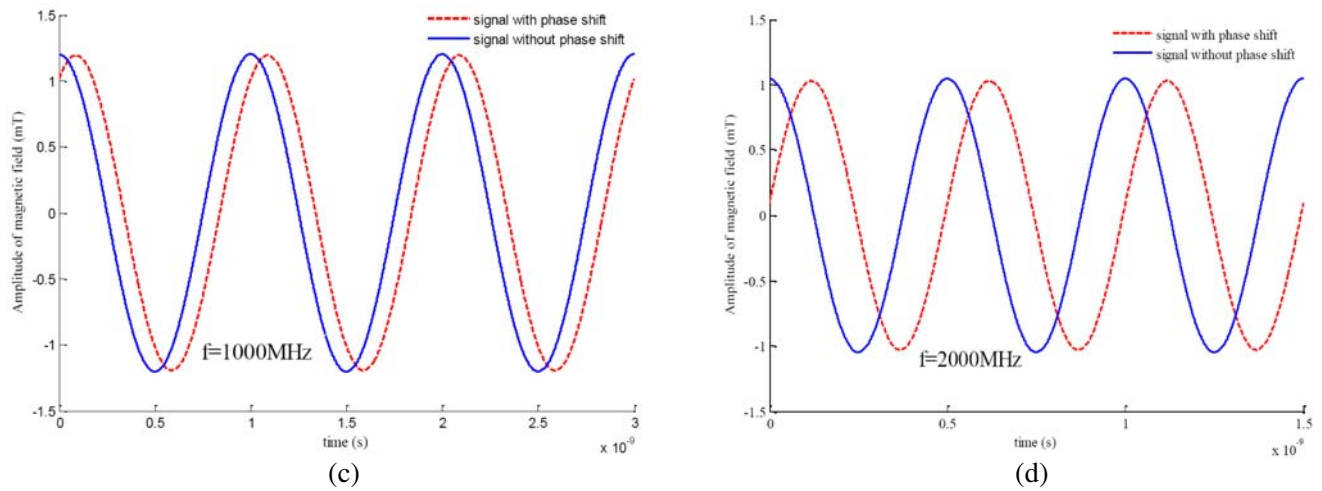 1.5
signal with phase shift
signal without phase shift
1
0.5
0
-0.5
-1
-1.5
Amplitude of magnetic field (mT)
f=1000MHz
0 0.5 1 1.5 2 2.5 3
time (s)
x 10⁻⁹
(c)
1.5
signal with phase shift
signal without phase shift
1
0.5
0
-0.5
-1
-1.5
Amplitude of magnetic field (mT)
f=2000MHz
0 0.5 1 1.5
time (s)
x 10⁻⁹
(d)